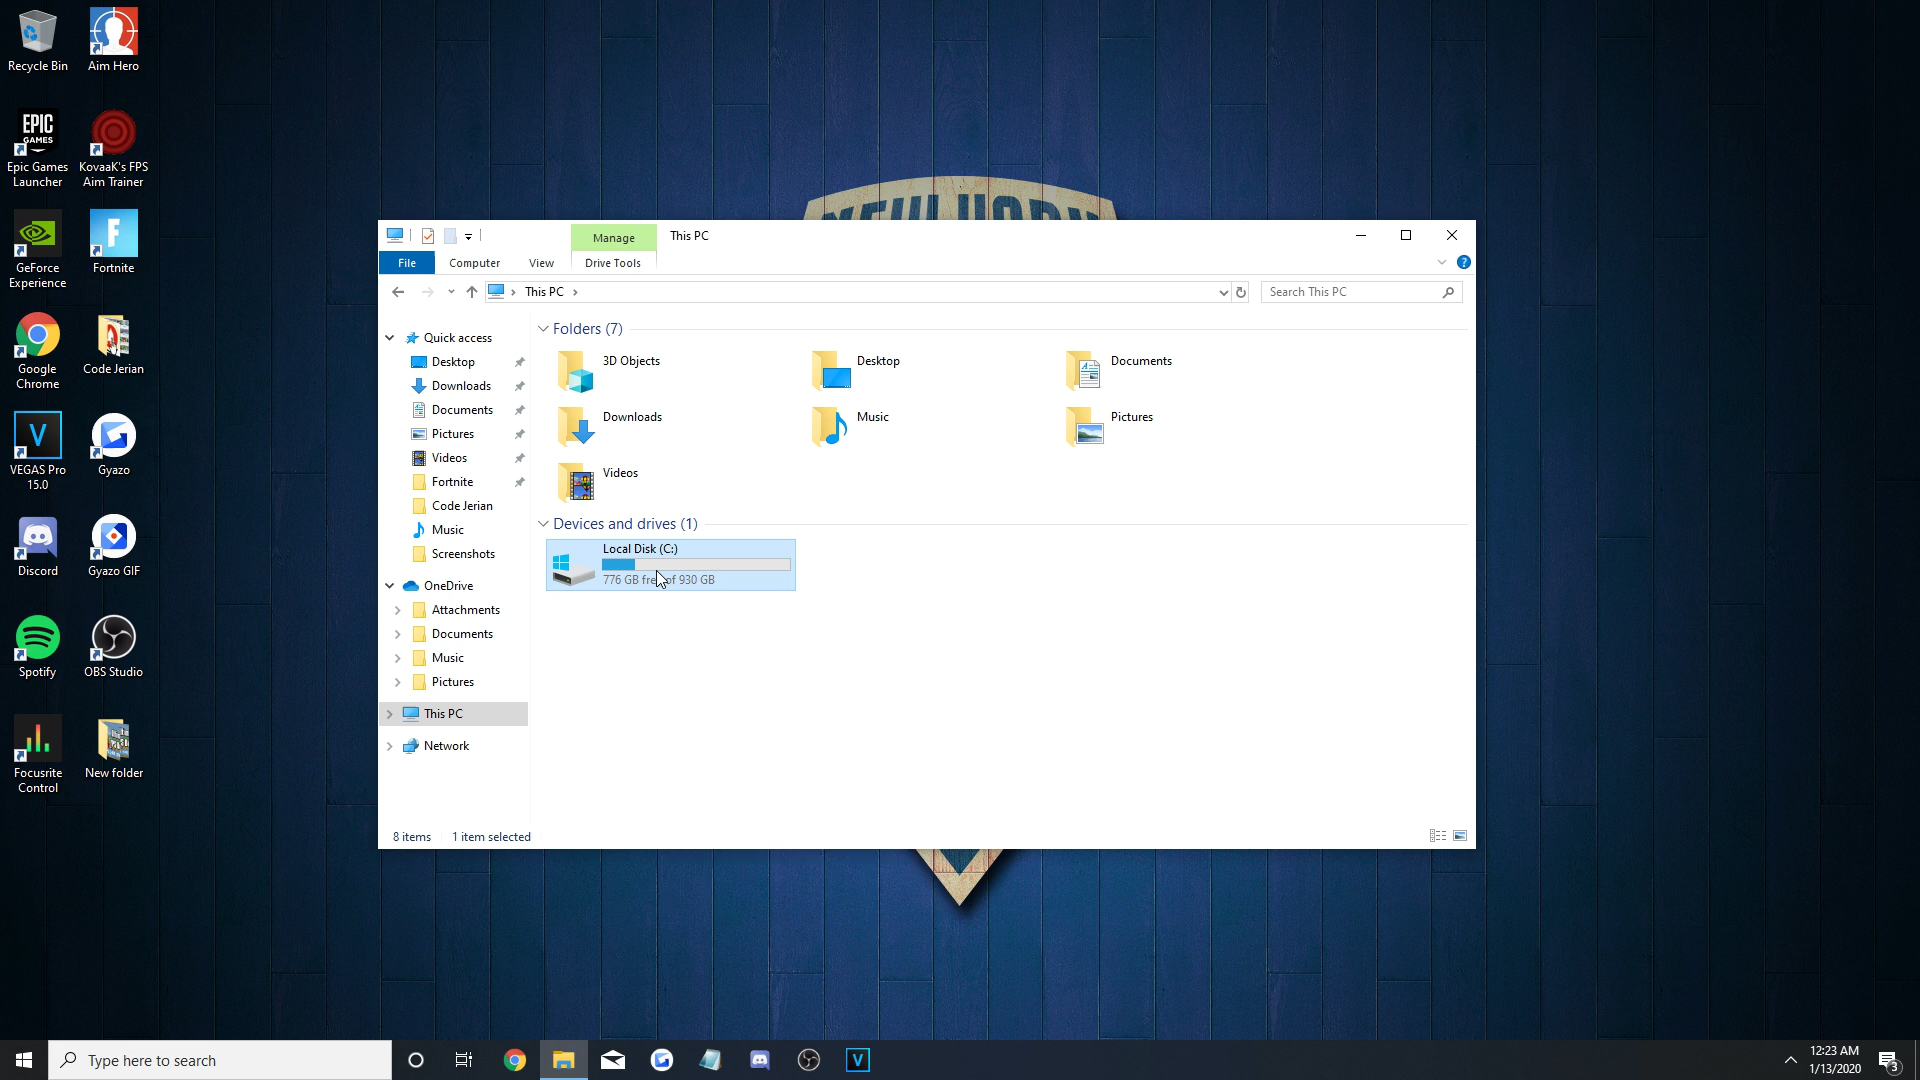 Recycle Bin
Aim Hero
EPIC
GAMES
Epic Games
Launcher
KovaaK's FPS
Aim Trainer
GeForce
Experience
F
Fortnite
Google
Chrome
Code Jerian
V
VEGAS Pro
15.0
Gyazo
Discord
Gyazo GIF
Spotify
OBS Studio
Focusrite
Control
New folder
Manage
This PC
File
Computer
View
Drive Tools
?
This PC
Search This PC
Quick access
Desktop
Downloads
Documents
Pictures
Videos
Fortnite
Code Jerian
Music
Screenshots
OneDrive
Attachments
Documents
Music
Pictures
This PC
Network
Folders (7)
3D Objects
Desktop
Documents
Downloads
Music
Pictures
Videos
Devices and drives (1)
Local Disk (C:)
776 GB free of 930 GB
8 items
1 item selected
Type here to search
V
12:23 AM
1/13/2020
3